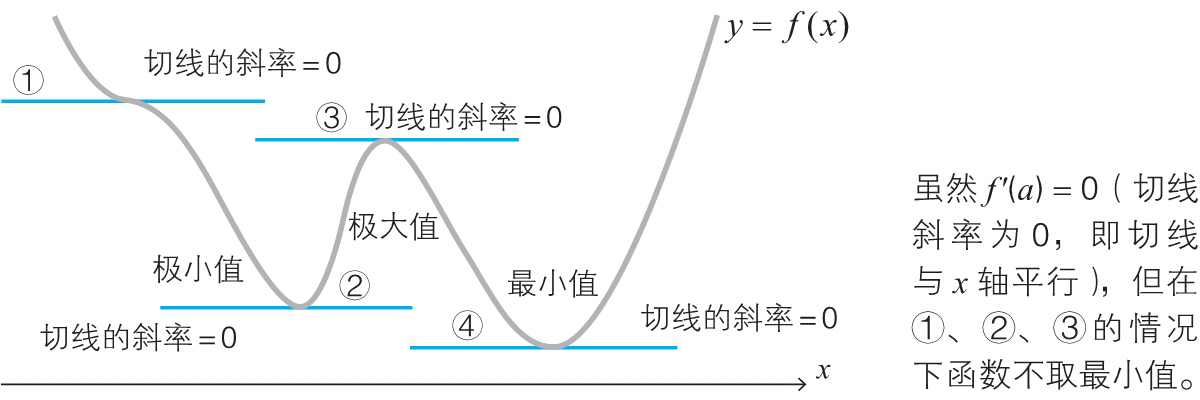 y = f(x)
切线的斜率=0
①
③ 切线的斜率=0
极大值
极小值
②
最小值
④
切线的斜率=0
切线的斜率=0
x
虽然 f′(a) = 0（切线
斜率为 0，即切线
与 x 轴平行），但在
①、②、③的情况
下函数不取最小值。